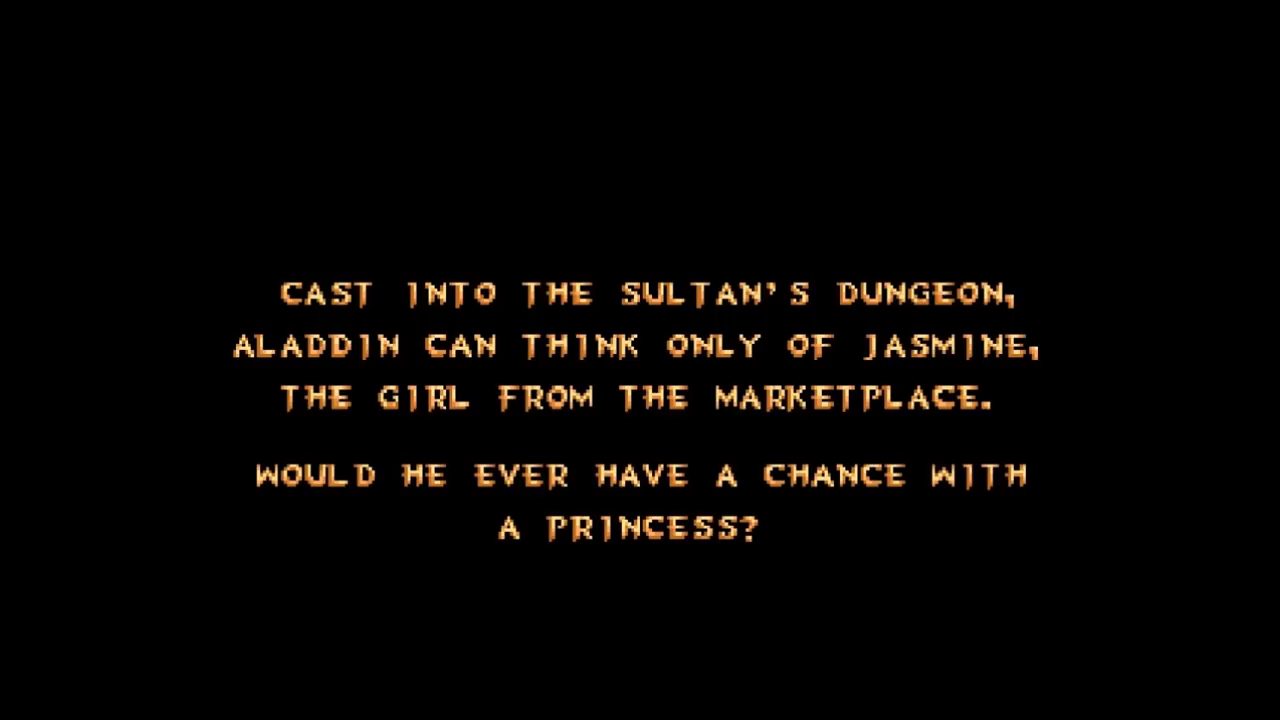 CAST INTO THE SULTAN'S DUNGEON,
ALADDIN CAN THINK ONLY OF JASMINE,
THE GIRL FROM THE MARKETPLACE.
WOULD HE EVER HAVE A CHANCE WITH
A PRINCESS?